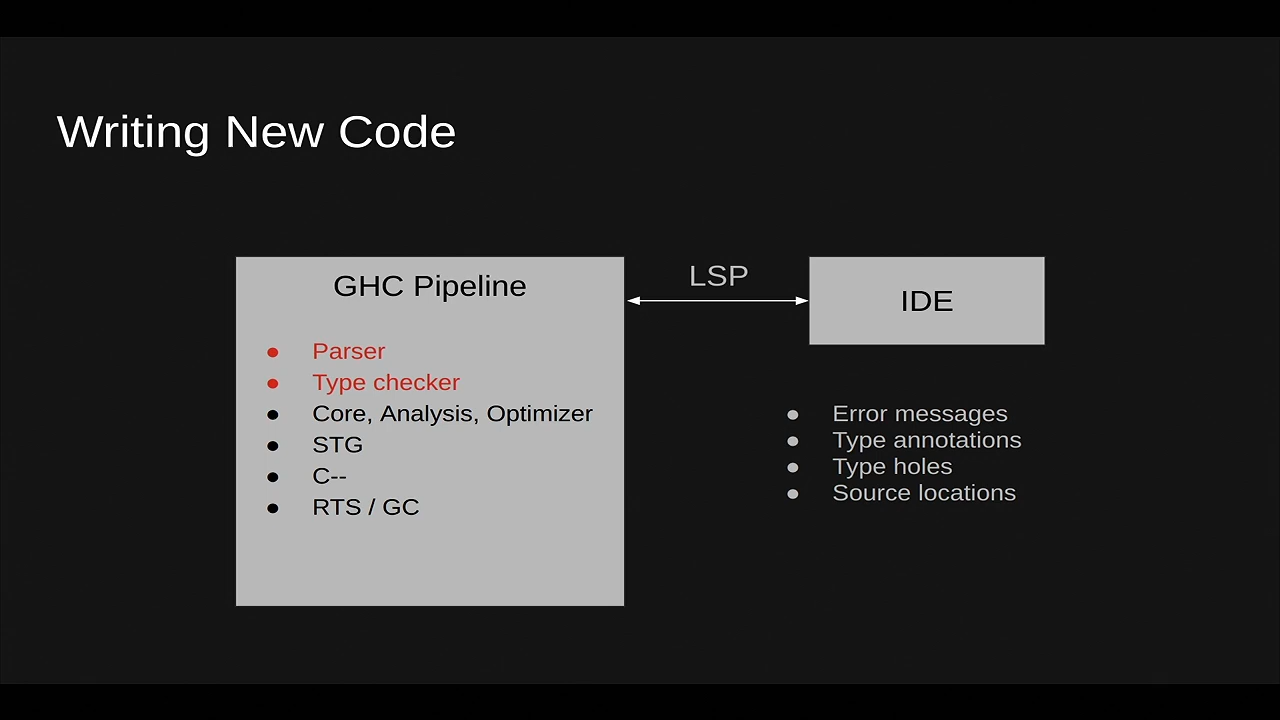 Writing New Code
GHC Pipeline
● Parser
● Type checker
● Core, Analysis, Optimizer
● STG
● C--
● RTS / GC
LSP
IDE
● Error messages
● Type annotations
● Type holes
● Source locations